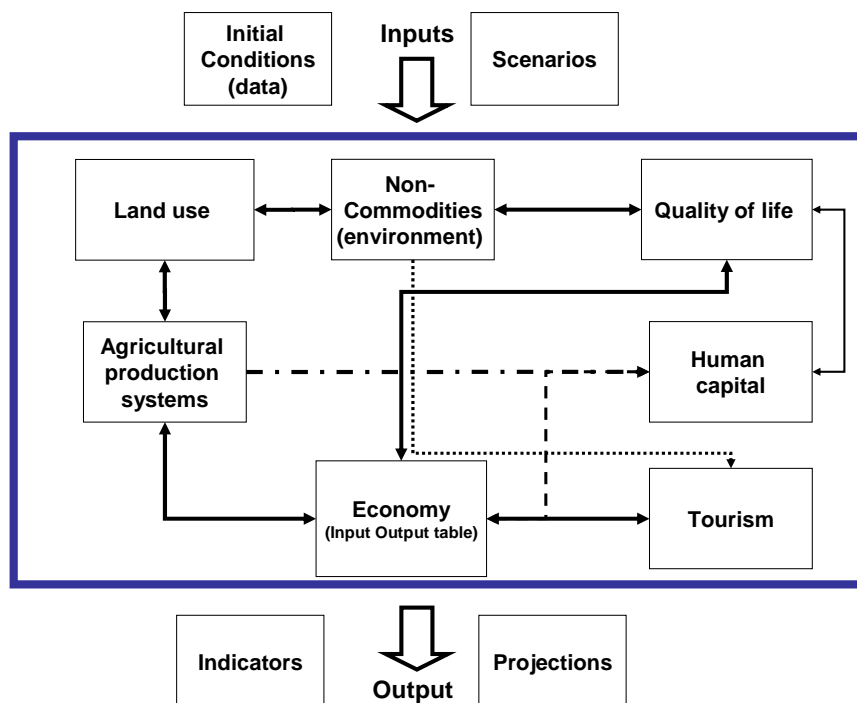 Initial
Conditions
(data)
Inputs
Scenarios
Land use
Non-
Commodities
(environment)
Quality of life
Agricultural
production
systems
Human
capital
Economy
(Input Output table)
Tourism
Indicators
Output
Projections